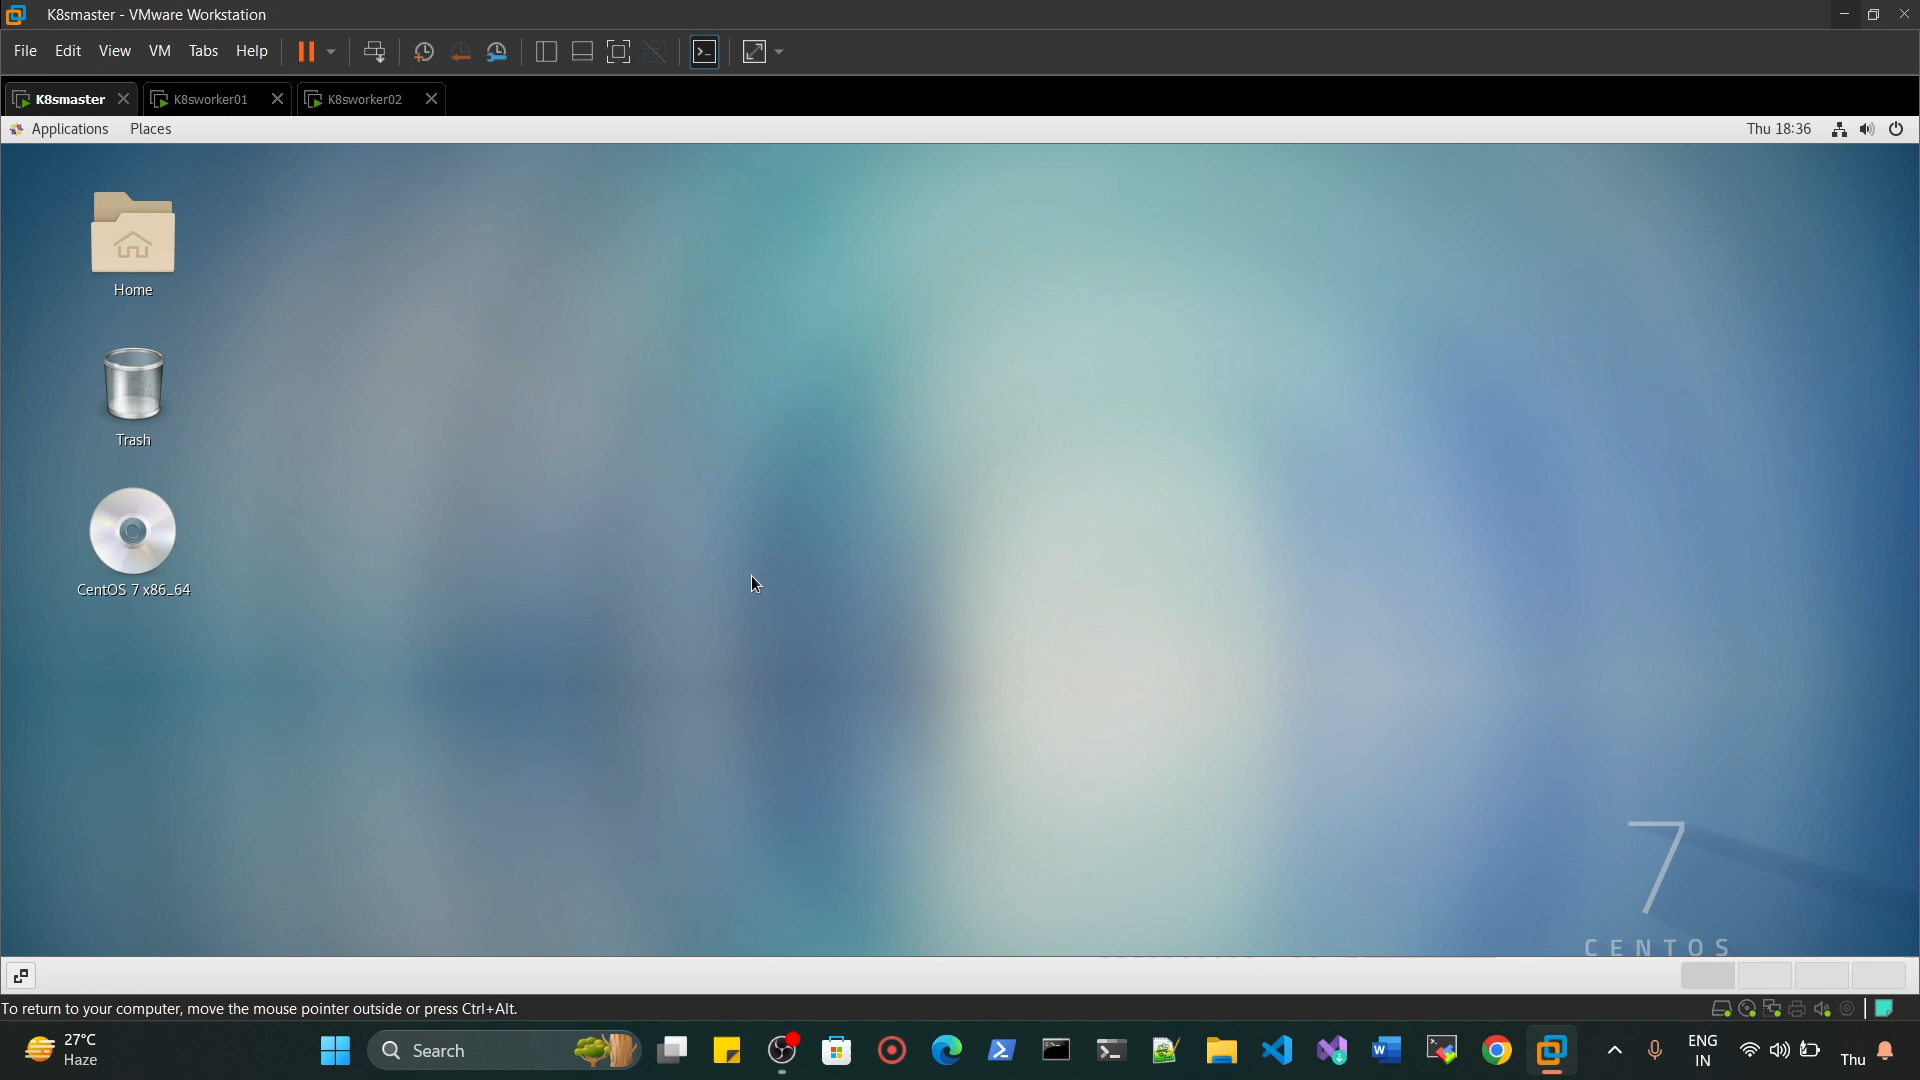 K8smaster - VMware Workstation
File Edit View VM Tabs Help
K8smaster K8sworker01 K8sworker02
Applications Places Thu 18:36
Home
Trash
CentOS 7 x86_64
7
CENTOS
To return to your computer, move the mouse pointer outside or press Ctrl+Alt.
27°C
Haze
Search
ENG
IN
Thu